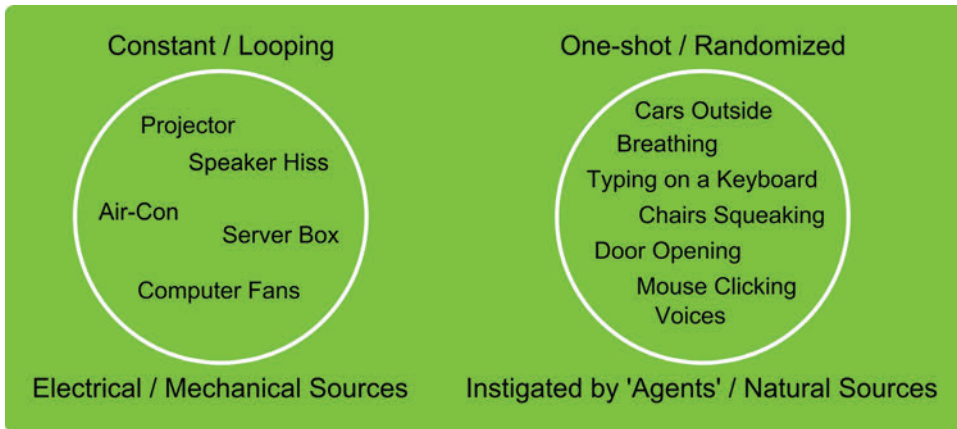 Constant / Looping
Projector
Speaker Hiss
Air-Con
Server Box
Computer Fans
Electrical / Mechanical Sources
One-shot / Randomized
Cars Outside
Breathing
Typing on a Keyboard
Chairs Squeaking
Door Opening
Mouse Clicking
Voices
Instigated by 'Agents' / Natural Sources